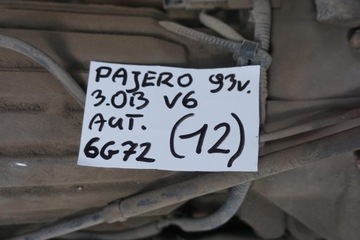 PAJERO 93v.
3.0B V6
AUT.
6G72 (12)